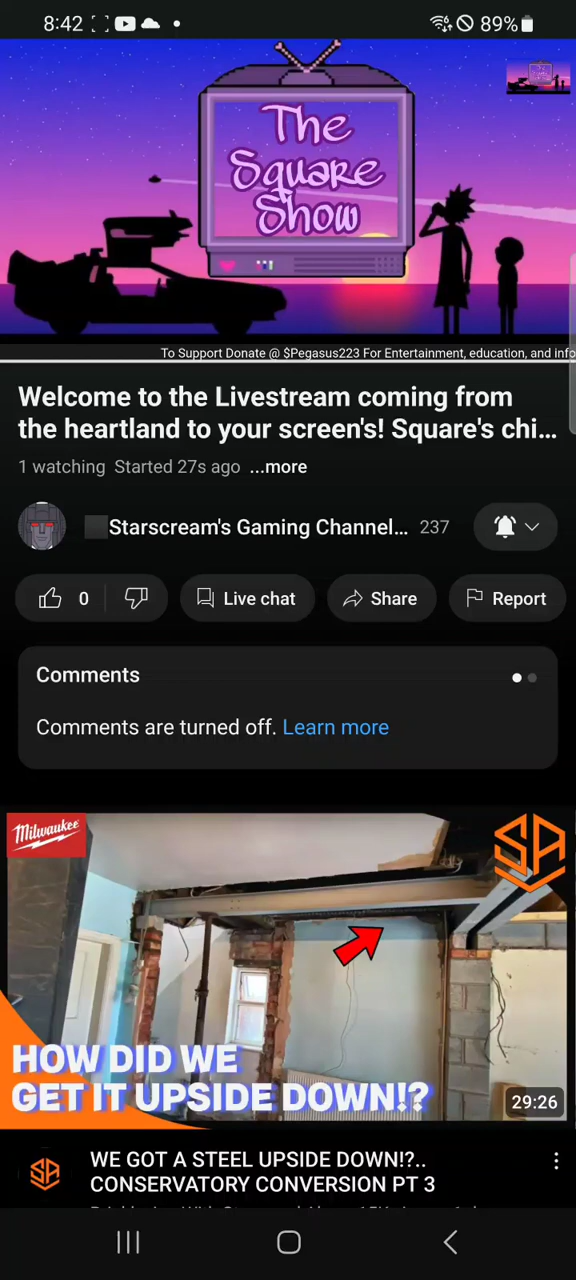 8:42
89%
The
Square
Show
To Support Donate @ $Pegasus223 For Entertainment, education, and info
Welcome to the Livestream coming from
the heartland to your screen's! Square's chi...
1 watching Started 27s ago ...more
Starscream's Gaming Channel... 237
0 Live chat Share Report
Comments
Comments are turned off. Learn more
Milwaukee
SA
HOW DID WE
GET IT UPSIDE DOWN!?
29:26
SA
WE GOT A STEEL UPSIDE DOWN!?..
CONSERVATORY CONVERSION PT 3